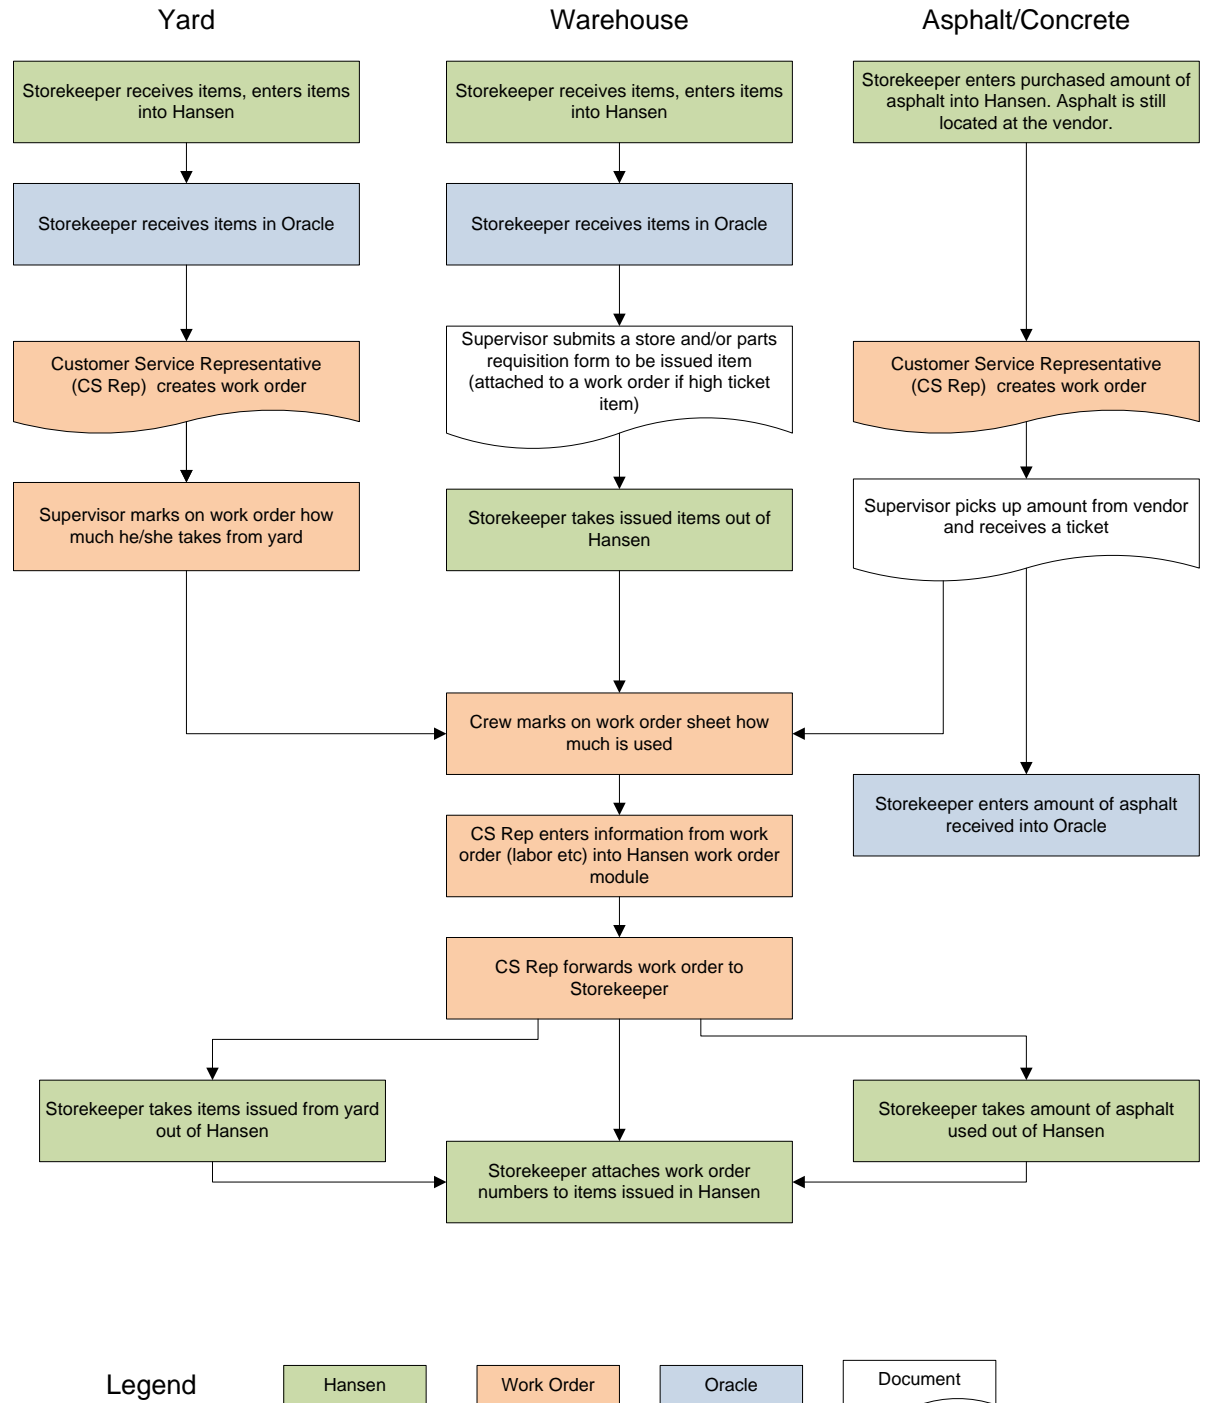 Yard
Warehouse
Asphalt/Concrete
Storekeeper receives items, enters items
into Hansen
Storekeeper receives items, enters items
into Hansen
Storekeeper enters purchased amount of
asphalt into Hansen. Asphalt is still
located at the vendor.
Storekeeper receives items in Oracle
Storekeeper receives items in Oracle
Customer Service Representative
(CS Rep)  creates work order
Supervisor submits a store and/or parts
requisition form to be issued item
(attached to a work order if high ticket
item)
Customer Service Representative
(CS Rep)  creates work order
Supervisor marks on work order how
much he/she takes from yard
Storekeeper takes issued items out of
Hansen
Supervisor picks up amount from vendor
and receives a ticket
Crew marks on work order sheet how
much is used
Storekeeper enters amount of asphalt
received into Oracle
CS Rep enters information from work
order (labor etc) into Hansen work order
module
CS Rep forwards work order to
Storekeeper
Storekeeper takes items issued from yard
out of Hansen
Storekeeper takes amount of asphalt
used out of Hansen
Storekeeper attaches work order
numbers to items issued in Hansen
Legend
Hansen
Work Order
Oracle
Document